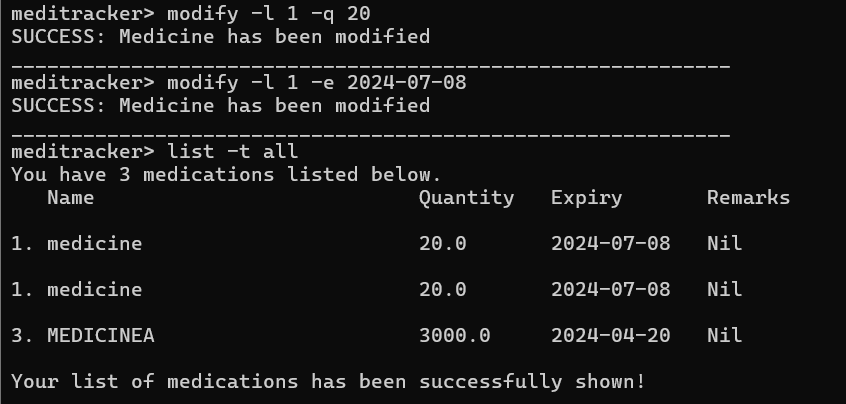 meditracker> modify -l 1 -q 20
SUCCESS: Medicine has been modified
____________________________________________________________
meditracker> modify -l 1 -e 2024-07-08
SUCCESS: Medicine has been modified
____________________________________________________________
meditracker> list -t all
You have 3 medications listed below.
   Name                           Quantity   Expiry       Remarks
1. medicine                       20.0       2024-07-08   Nil
1. medicine                       20.0       2024-07-08   Nil
3. MEDICINEA                      3000.0     2024-04-20   Nil
Your list of medications has been successfully shown!